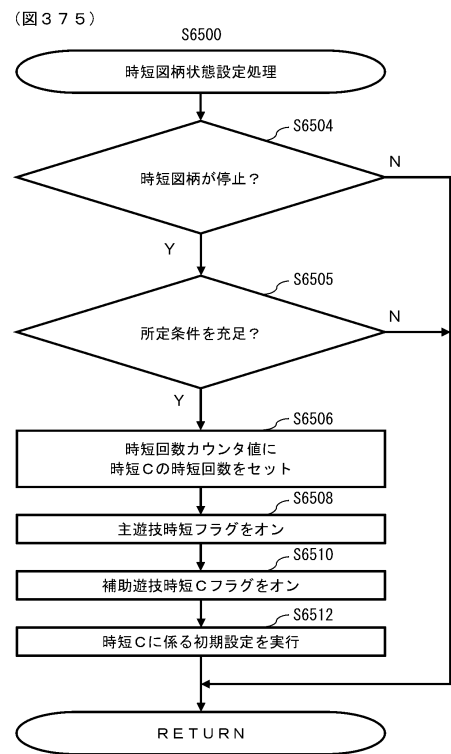 (図375)
S6500
時短図柄状態設定処理
S6504
時短図柄が停止？
N
Y
S6505
所定条件を充足？
N
Y
S6506
時短回数カウンタ値に
時短Cの時短回数をセット
S6508
主遊技時短フラグをオン
S6510
補助遊技時短Cフラグをオン
S6512
時短Cに係る初期設定を実行
RETURN